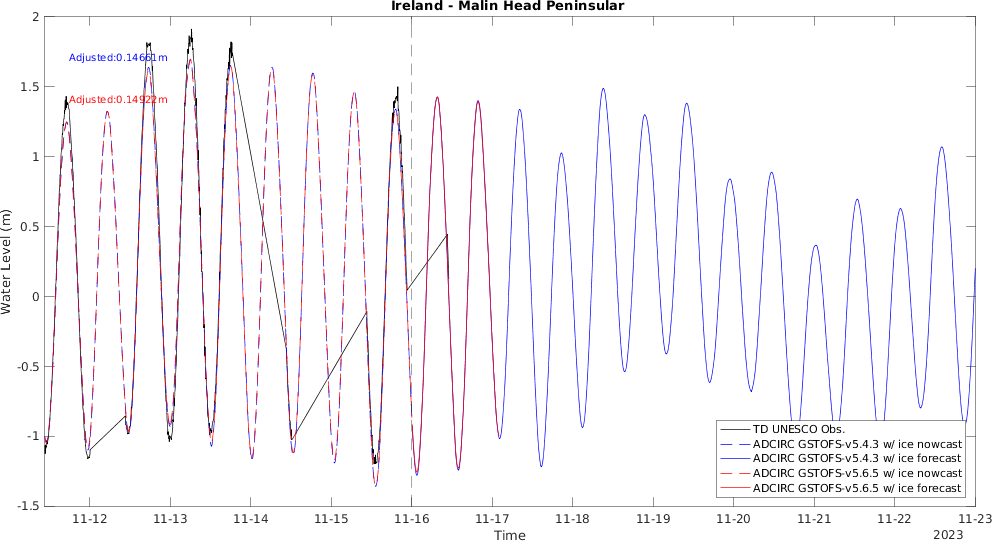 Ireland - Malin Head Peninsular
2
1.5
1
0.5
0
-0.5
-1
-1.5
Water Level (m)
Adjusted:0.14661m
Adjusted:0.14922m
TD UNESCO Obs.
ADCIRC GSTOFS-v5.4.3 w/ ice nowcast
ADCIRC GSTOFS-v5.4.3 w/ ice forecast
ADCIRC GSTOFS-v5.6.5 w/ ice nowcast
ADCIRC GSTOFS-v5.6.5 w/ ice forecast
11-12 11-13 11-14 11-15 11-16 11-17 11-18 11-19 11-20 11-21 11-22 11-23
Time
2023